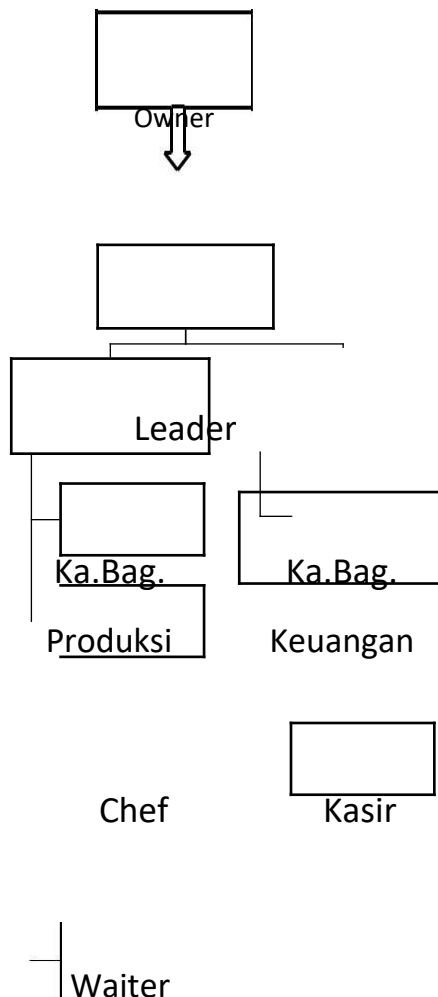 Owner
Leader
Ka.Bag. Ka.Bag.
Produksi Keuangan
Chef Kasir
Waiter